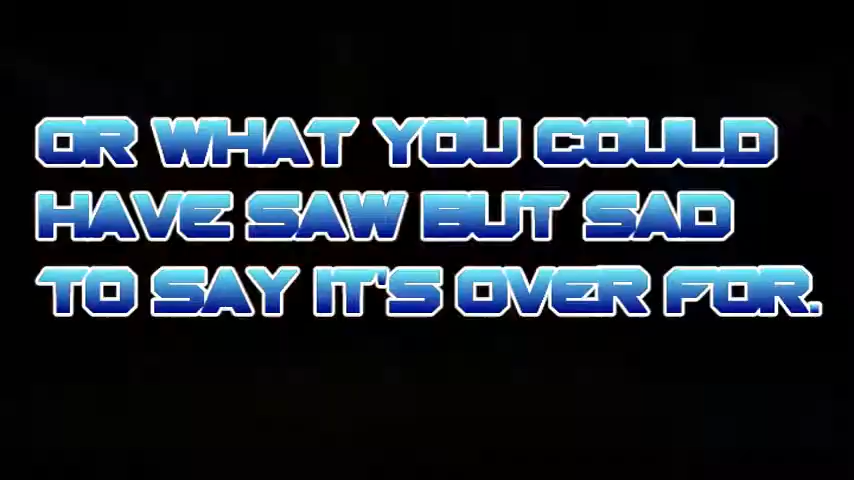 OR WHAT YOU COULD
HAVE SAW BUT SAD
TO SAY IT'S OVER FOR.